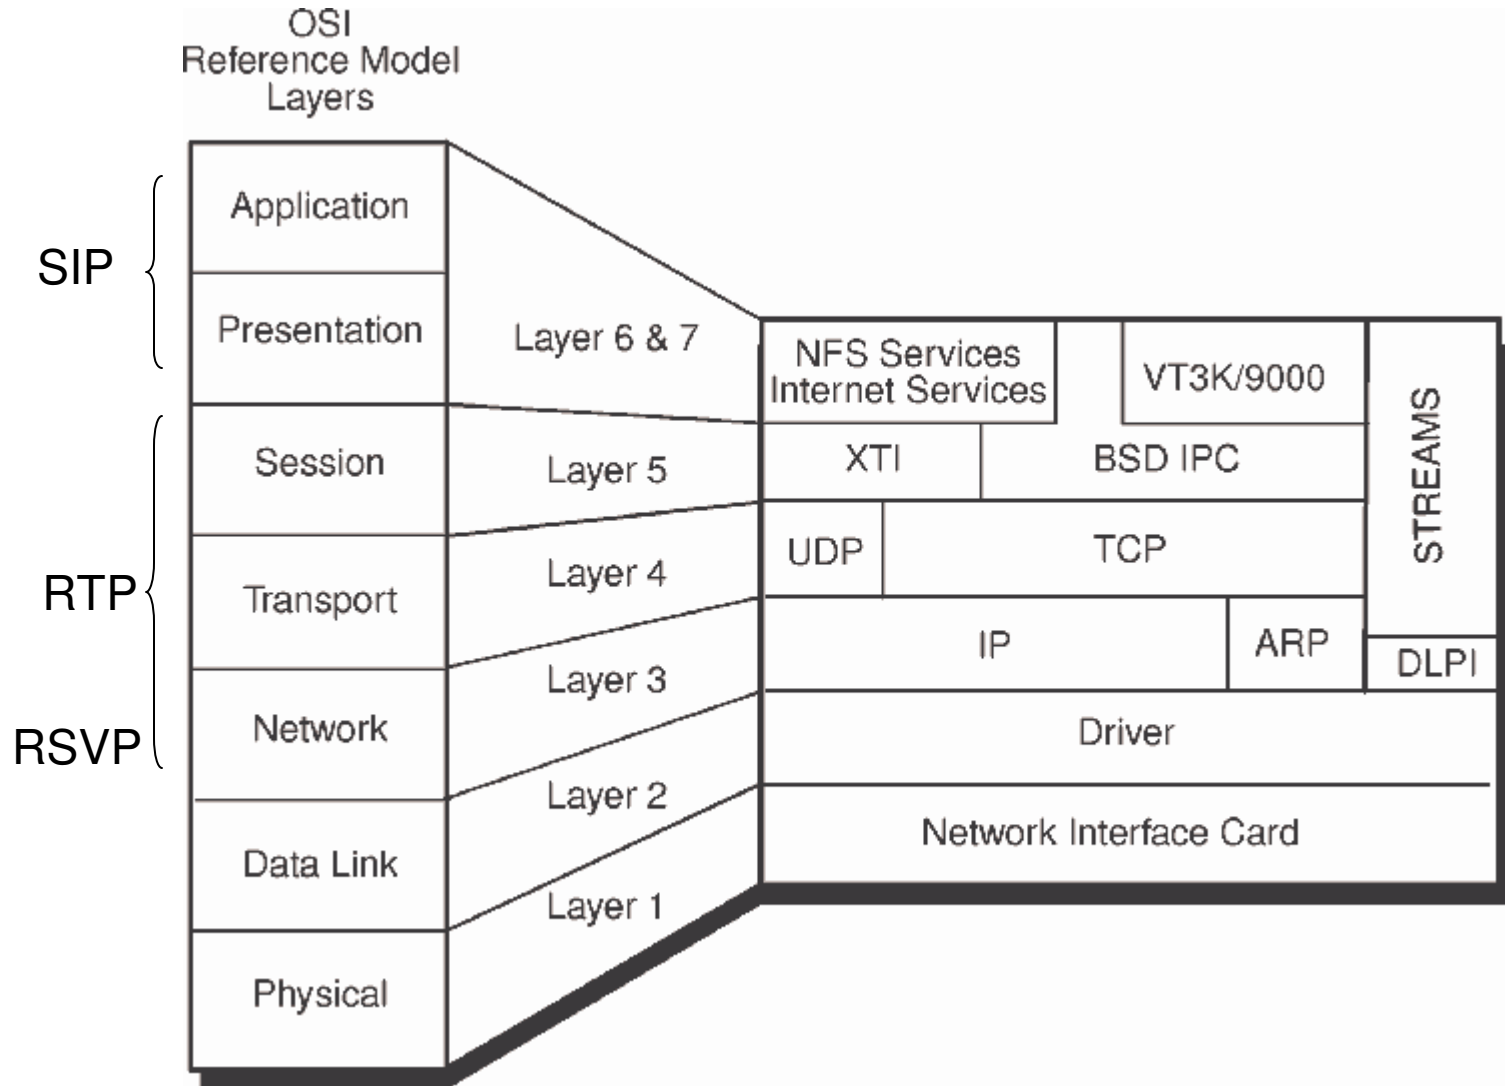 OSI
Reference Model
Layers
SIP
RTP
RSVP
Application
Presentation
Session
Transport
Network
Data Link
Physical
Layer 6 & 7
Layer 5
Layer 4
Layer 3
Layer 2
Layer 1
NFS Services
Internet Services
VT3K/9000
XTI
BSD IPC
STREAMS
UDP
TCP
IP
ARP
DLPI
Driver
Network Interface Card